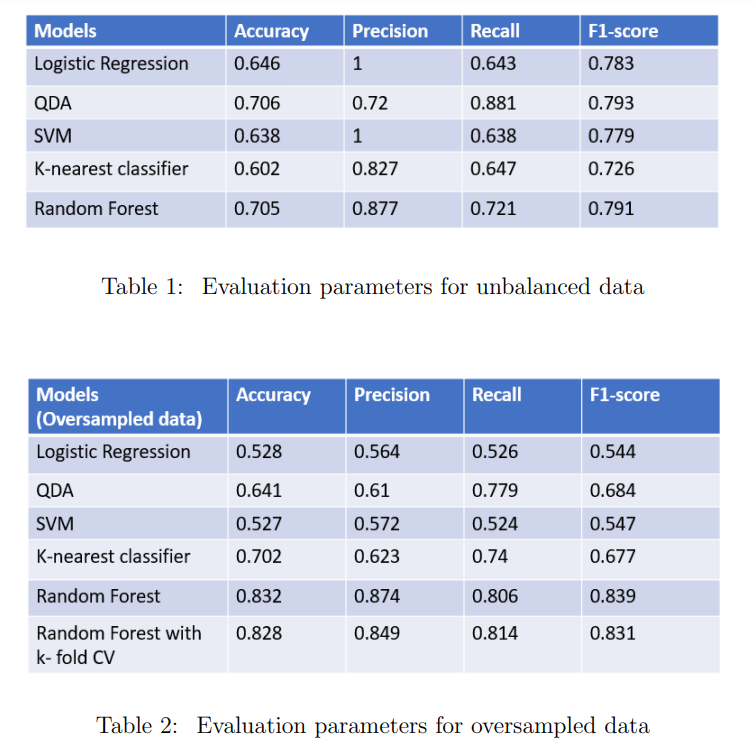 Models Accuracy Precision Recall F1-score
Logistic Regression 0.646 1 0.643 0.783
QDA 0.706 0.72 0.881 0.793
SVM 0.638 1 0.638 0.779
K-nearest classifier 0.602 0.827 0.647 0.726
Random Forest 0.705 0.877 0.721 0.791
Table 1: Evaluation parameters for unbalanced data
Models Accuracy Precision Recall F1-score
(Oversampled data)
Logistic Regression 0.528 0.564 0.526 0.544
QDA 0.641 0.61 0.779 0.684
SVM 0.527 0.572 0.524 0.547
K-nearest classifier 0.702 0.623 0.74 0.677
Random Forest 0.832 0.874 0.806 0.839
Random Forest with 0.828 0.849 0.814 0.831
k- fold CV
Table 2: Evaluation parameters for oversampled data